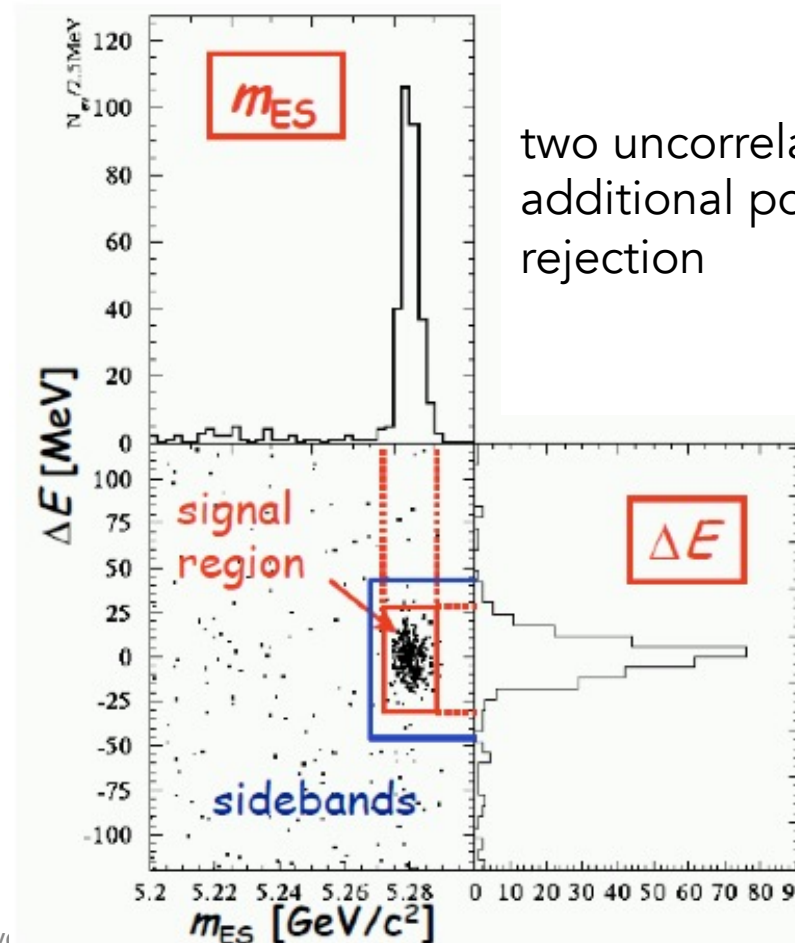 N_ev/2.5MeV
120
100
80
60
40
20
0
m_ES
two uncorrela
additional po
rejection
ΔE [MeV]
100
75
50
25
0
-25
-50
-75
-100
signal
region
sidebands
ΔE
5.2 5.22 5.24 5.26 5.28
0 10 20 30 40 50 60 70 80 9
m_ES [GeV/c²]